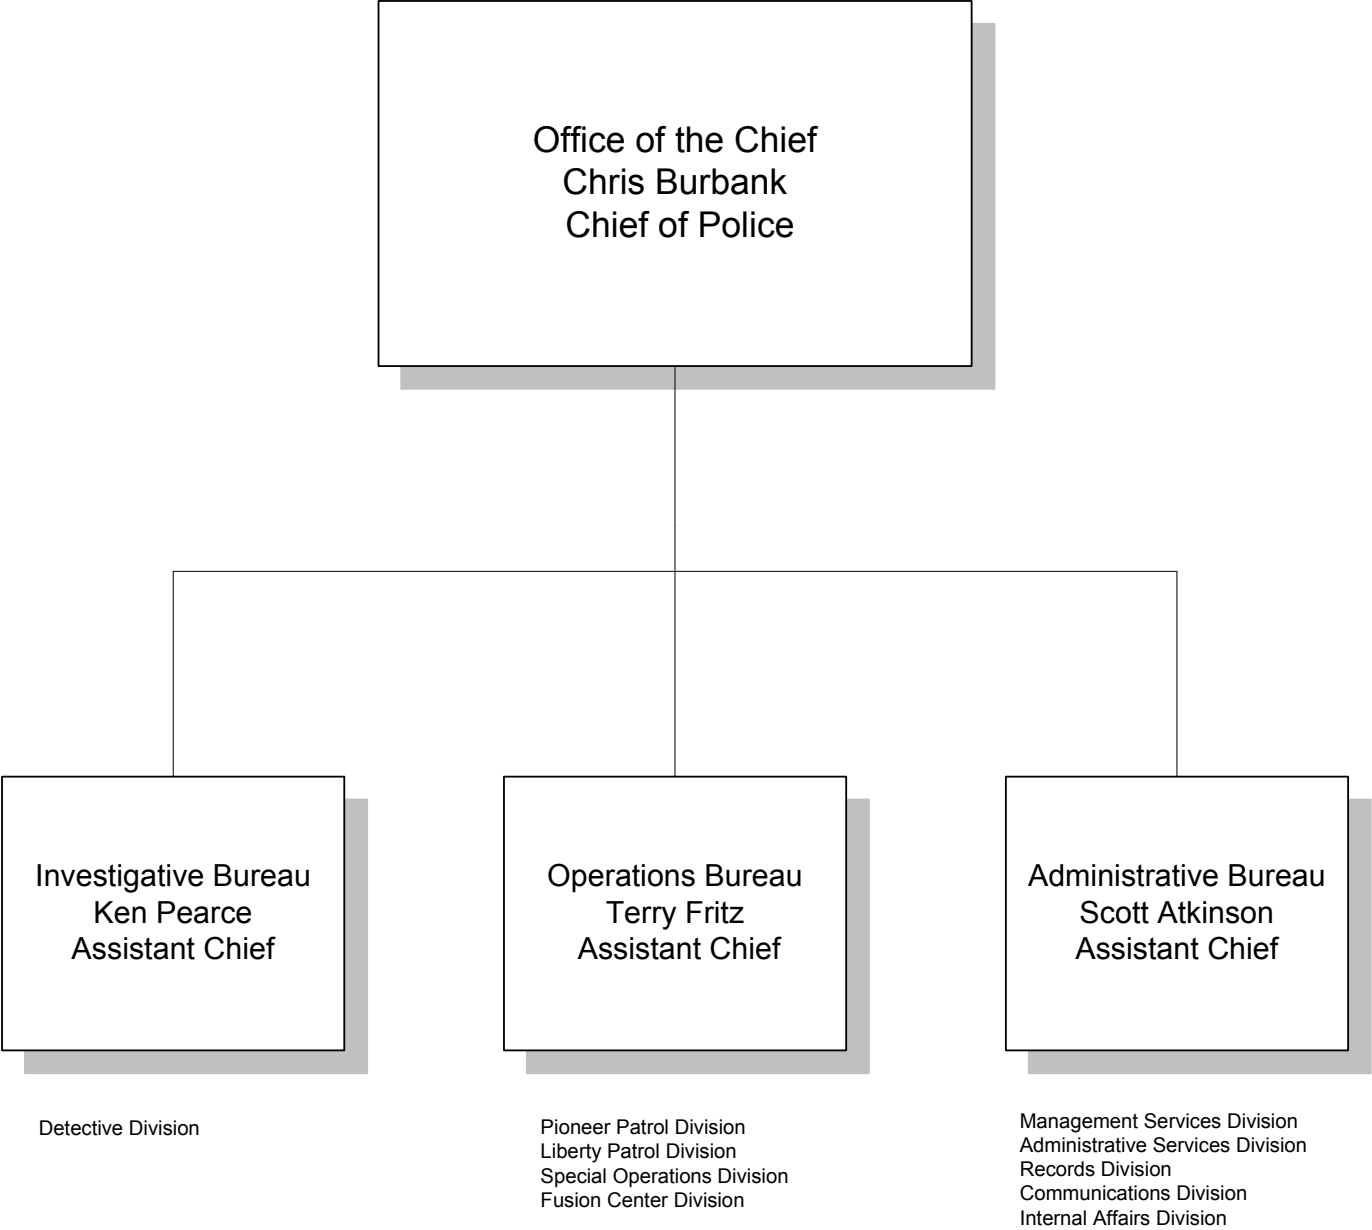 Office of the Chief
Chris Burbank
Chief of Police
Investigative Bureau
Ken Pearce
Assistant Chief
Operations Bureau
Terry Fritz
Assistant Chief
Administrative Bureau
Scott Atkinson
Assistant Chief
Detective Division
Pioneer Patrol Division
Liberty Patrol Division
Special Operations Division
Fusion Center Division
Management Services Division
Administrative Services Division
Records Division
Communications Division
Internal Affairs Division